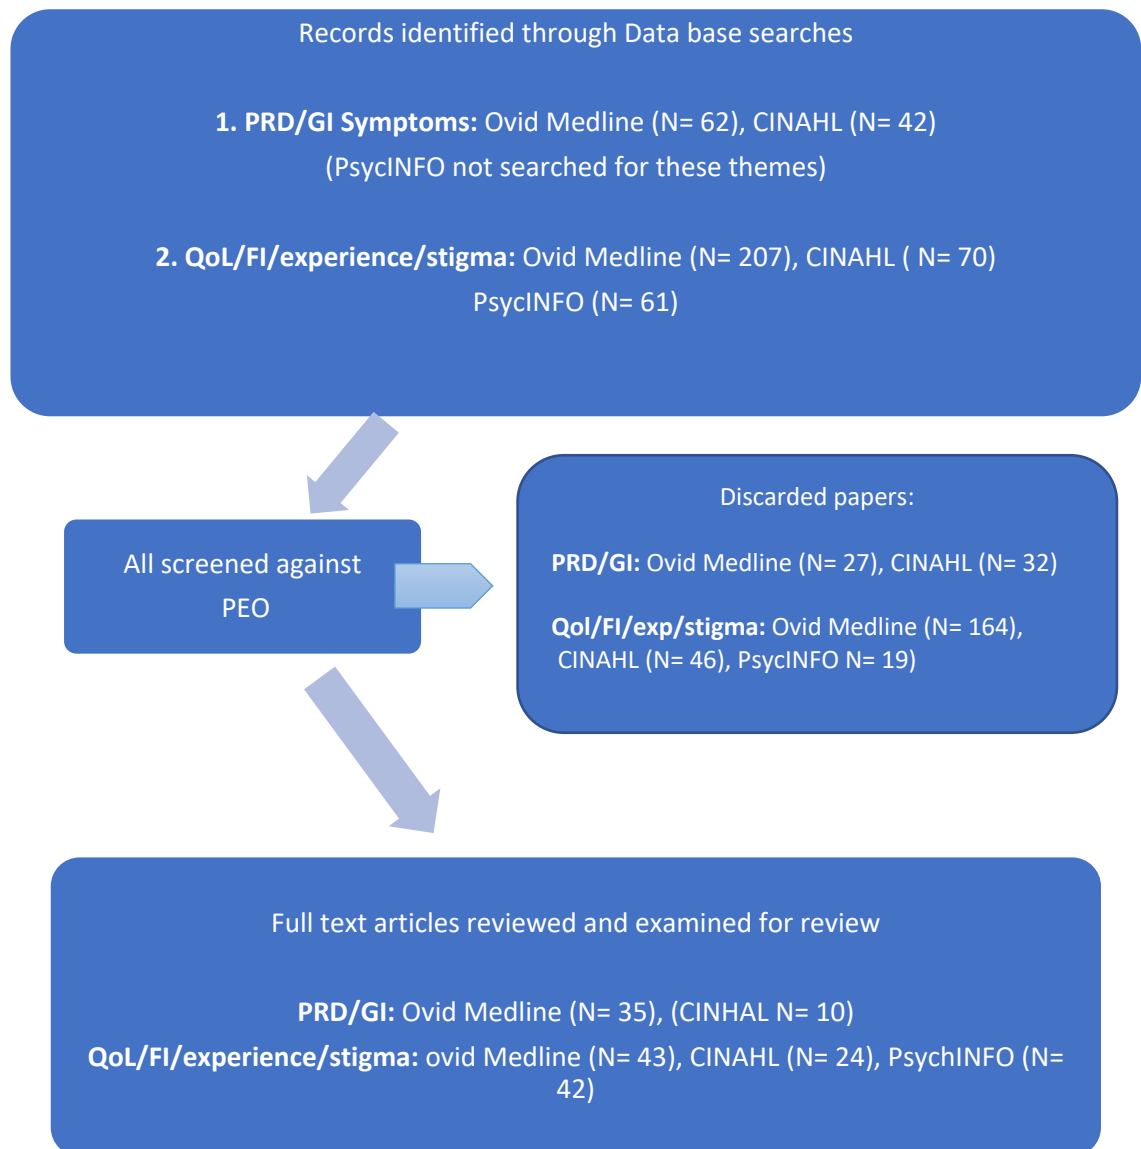 Records identified through Data base searches
1. PRD/GI Symptoms: Ovid Medline (N= 62), CINAHL (N= 42)
(PsycINFO not searched for these themes)
2. QoL/FI/experience/stigma: Ovid Medline (N= 207), CINAHL ( N= 70)
PsycINFO (N= 61)
All screened against
PEO
Discarded papers:
PRD/GI: Ovid Medline (N= 27), CINAHL (N= 32)
Qol/FI/exp/stigma: Ovid Medline (N= 164),
CINAHL (N= 46), PsycINFO N= 19)
Full text articles reviewed and examined for review
PRD/GI: Ovid Medline (N= 35), (CINHAL N= 10)
QoL/FI/experience/stigma: ovid Medline (N= 43), CINAHL (N= 24), PsychINFO (N=
42)